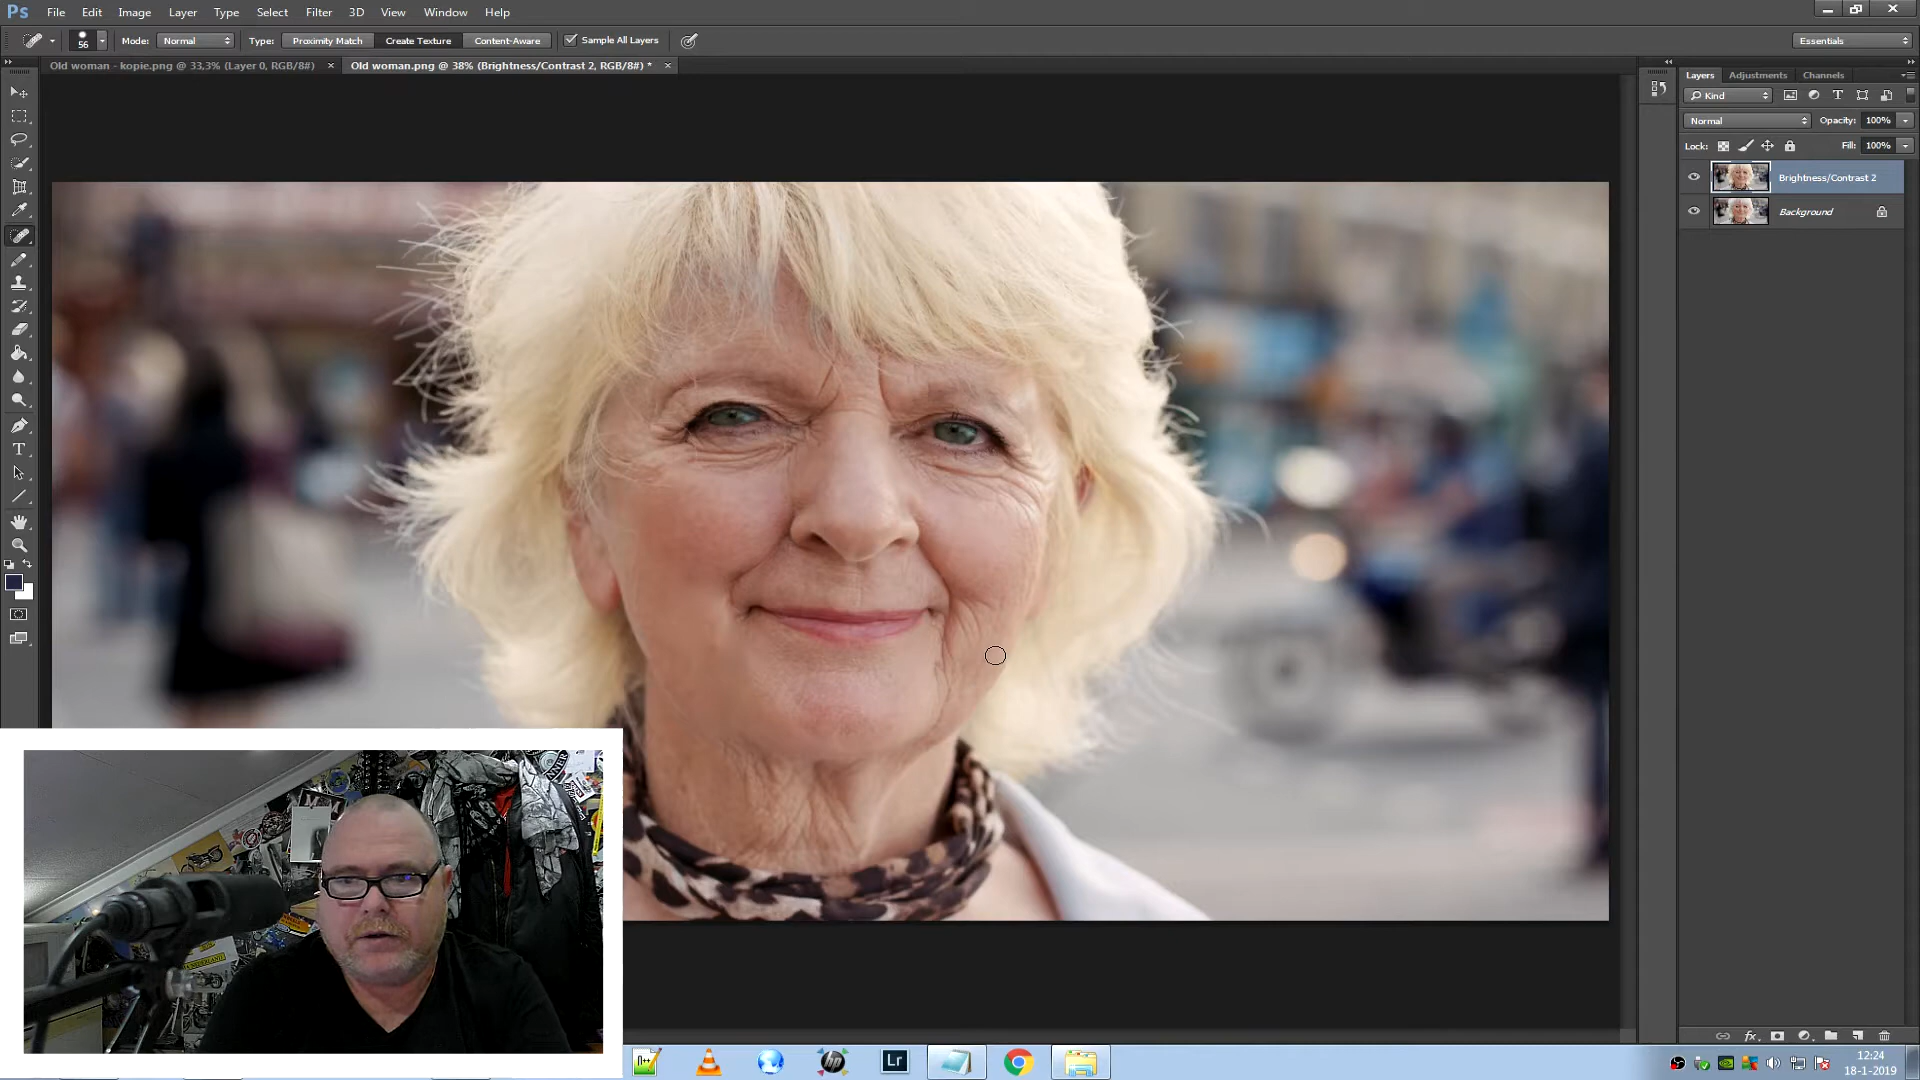 Ps File Edit Image Layer Type Select Filter 3D View Window Help
56 Mode: Normal Type: Proximity Match Create Texture Content-Aware Sample All Layers Essentials
Old woman - kopie.png @ 33,3% (Layer 0, RGB/8#) × Old woman.png @ 38% (Brightness/Contrast 2, RGB/8#) * ×
Layers Adjustments Channels
Kind
Normal Opacity: 100%
Lock: Fill: 100%
Brightness/Contrast 2
Background
fx
Lr
hp
12:24
18-1-2019